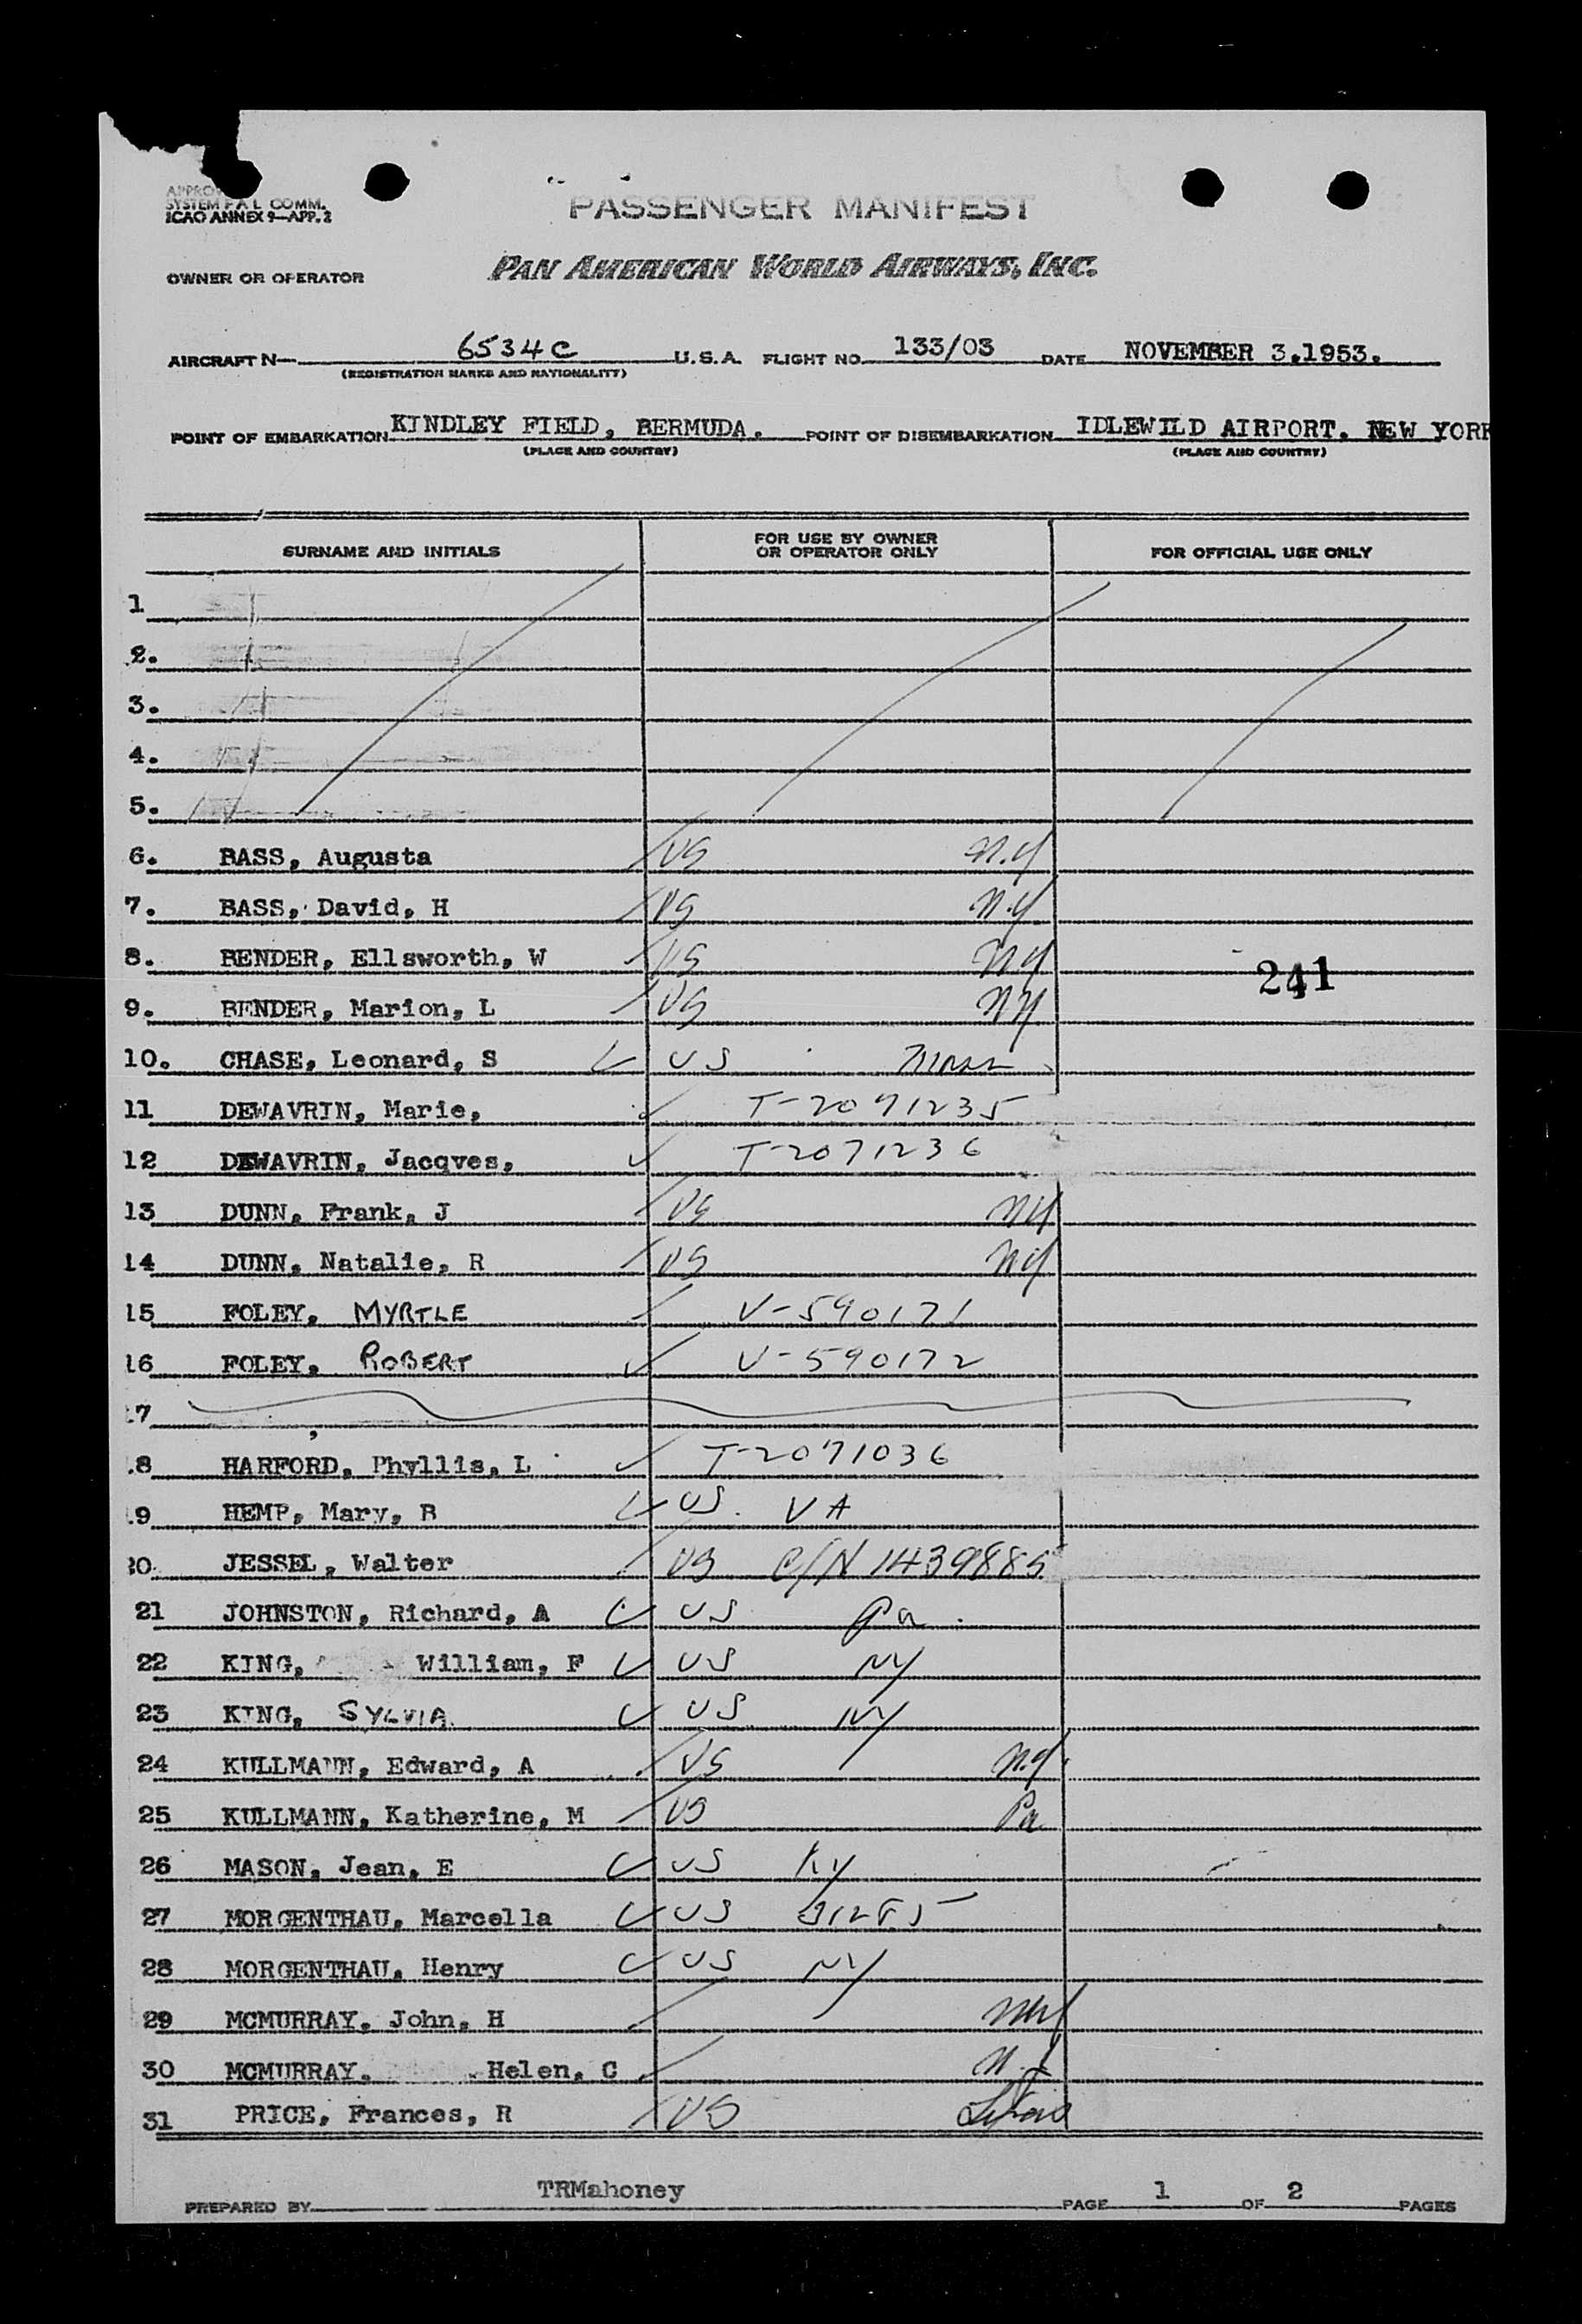 SYSTEM F A L COMM.
ICAO ANNEX 9—APP. 2
PASSENGER MANIFEST
OWNER OR OPERATOR PAN AMERICAN WORLD AIRWAYS, INC.
AIRCRAFT N— 6534C U.S.A. FLIGHT NO. 133/03 DATE NOVEMBER 3.1953.
(REGISTRATION MARKS AND NATIONALITY)
POINT OF EMBARKATION KINDLEY FIELD, BERMUDA. POINT OF DISEMBARKATION IDLEWILD AIRPORT. NEW YORK
(PLACE AND COUNTRY) (PLACE AND COUNTRY)
SURNAME AND INITIALS FOR USE BY OWNER OR OPERATOR ONLY FOR OFFICIAL USE ONLY
1
2.
3.
4.
5.
6. BASS, Augusta US N.Y
7. BASS, David, H US N.Y
8. BENDER, Ellsworth, W US NY
241
9. BENDER, Marion, L US NY
10. CHASE, Leonard, S US
11 DEWAVRIN, Marie, T-2071235
12 DEWAVRIN, Jacqves, T-2071236
13 DUNN, Frank, J US NY
14 DUNN, Natalie, R US NY
15 FOLEY, MYRTLE V-590171
16 FOLEY, ROBERT V-590172
17
18 HARFORD, Phyllis, L T-2071036
19 HEMP, Mary, B US. VA
20 JESSEL, Walter US C/N 1439885
21 JOHNSTON, Richard, A US Pa.
22 KING, William, F US NY
23 KING, SYLVIA US NY
24 KULLMANN, Edward, A US N.Y.
25 KULLMANN, Katherine, M US Pa
26 MASON, Jean, E US KY
27 MORGENTHAU, Marcella US
28 MORGENTHAU, Henry US NY
29 MCMURRAY, John, H
30 MCMURRAY. Helen, C
31 PRICE, Frances, R US
PREPARED BY TRMahoney PAGE 1 OF 2 PAGES